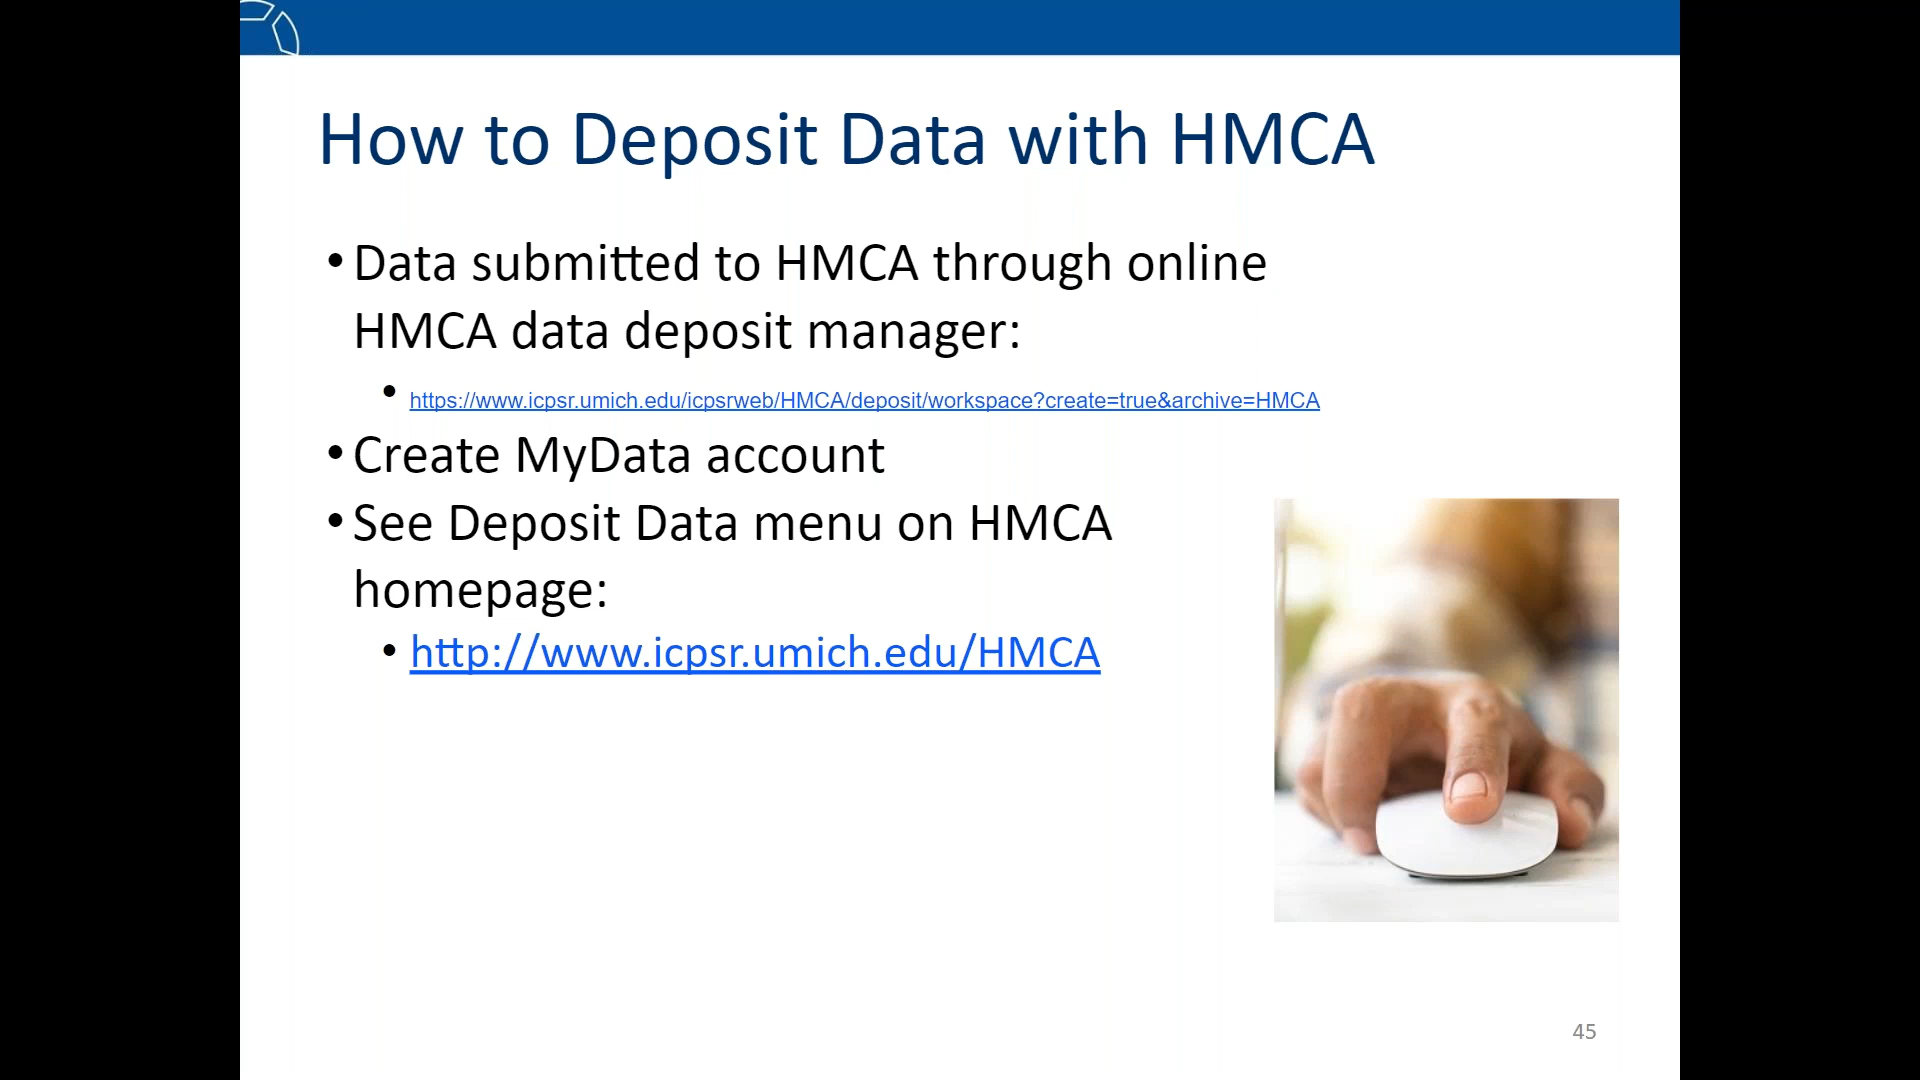 How to Deposit Data with HMCA
• Data submitted to HMCA through online
HMCA data deposit manager:
• https://www.icpsr.umich.edu/icpsrweb/HMCA/deposit/workspace?create=true&archive=HMCA
• Create MyData account
• See Deposit Data menu on HMCA
homepage:
• http://www.icpsr.umich.edu/HMCA
45